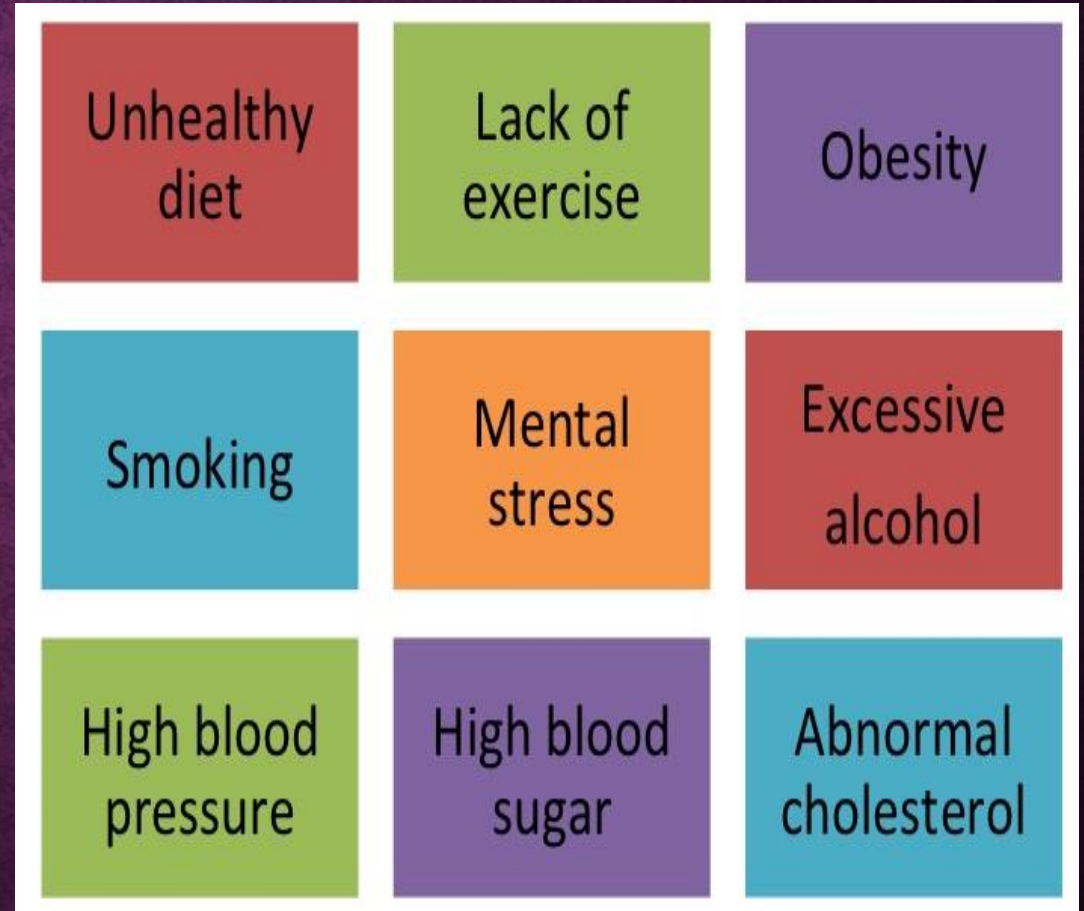 Unhealthy
diet
Lack of
exercise
Obesity
Smoking
Mental
stress
Excessive
alcohol
High blood
pressure
High blood
sugar
Abnormal
cholesterol